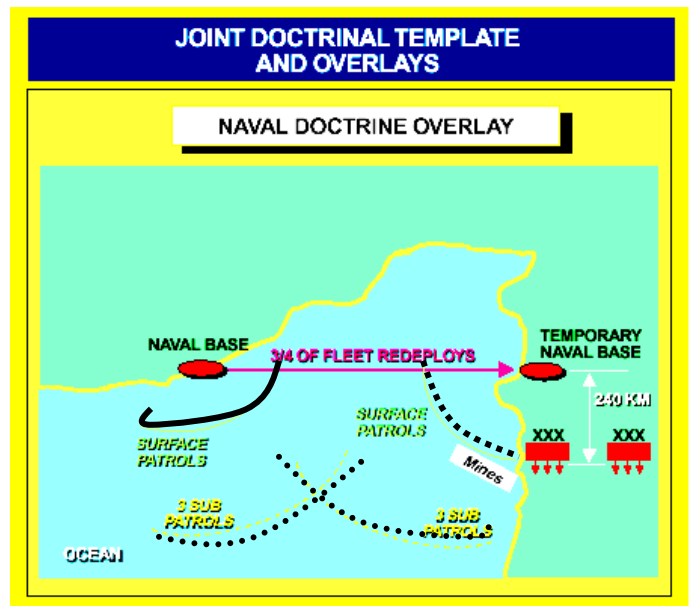 JOINT DOCTRINAL TEMPLATE
AND OVERLAYS
NAVAL DOCTRINE OVERLAY
NAVAL BASE
3/4 OF FLEET REDEPLOYS
TEMPORARY
NAVAL BASE
240 KM
SURFACE
PATROLS
SURFACE
PATROLS
XXX
XXX
Mines
3 SUB
PATROLS
3 SUB
PATROLS
OCEAN